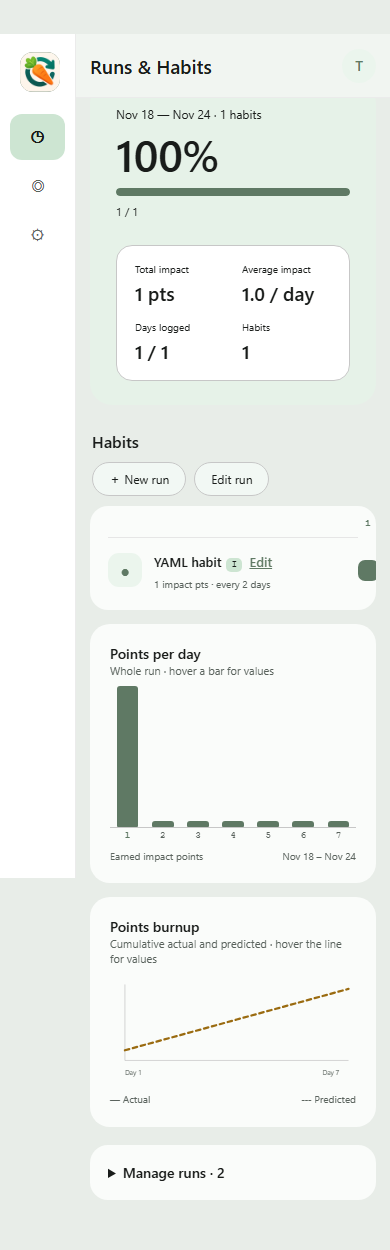 Runs & Habits
T
Nov 18 — Nov 24 · 1 habits
100%
1 / 1
Total impact
Average impact
1 pts
1.0 / day
Days logged
Habits
1 / 1
1
Habits
+ New run
Edit run
1
YAML habit I Edit
1 impact pts · every 2 days
Points per day
Whole run · hover a bar for values
1 2 3 4 5 6 7
Earned impact points
Nov 18 – Nov 24
Points burnup
Cumulative actual and predicted · hover the line
for values
Day 1
Day 7
— Actual
--- Predicted
▶ Manage runs · 2